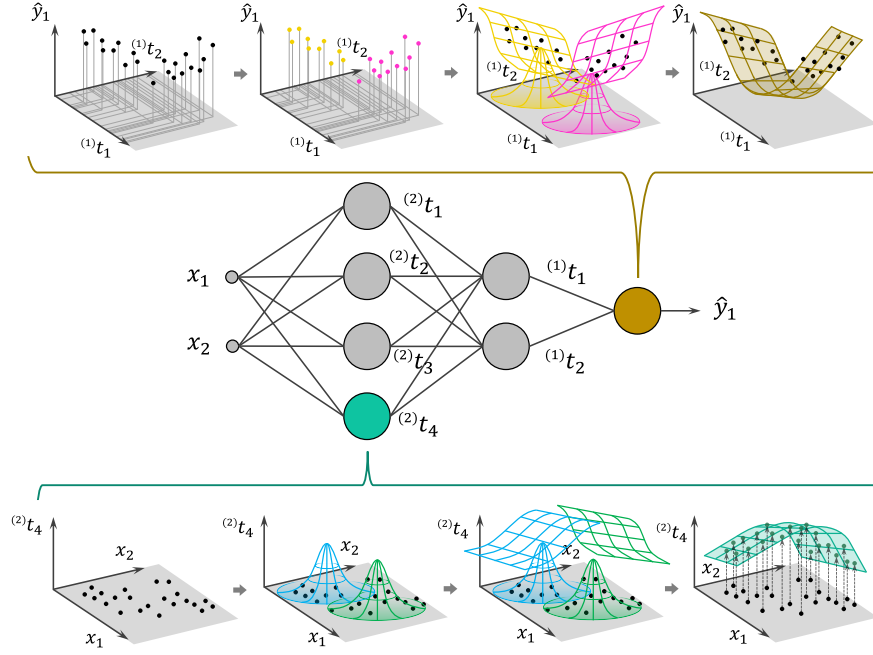 ŷ₁ ŷ₁ ŷ₁ ŷ₁
⁽¹⁾t₂ ⁽¹⁾t₂ ⁽¹⁾t₂ ⁽¹⁾t₂
⁽¹⁾t₁ ⁽¹⁾t₁ ⁽¹⁾t₁ ⁽¹⁾t₁
⁽²⁾t₁
x₁ ⁽²⁾t₂ ⁽¹⁾t₁
ŷ₁
x₂ ⁽²⁾t₃ ⁽¹⁾t₂
⁽²⁾t₄
⁽²⁾t₄ ⁽²⁾t₄ ⁽²⁾t₄ ⁽²⁾t₄
x₂ x₂ x₂ x₂
x₁ x₁ x₁ x₁